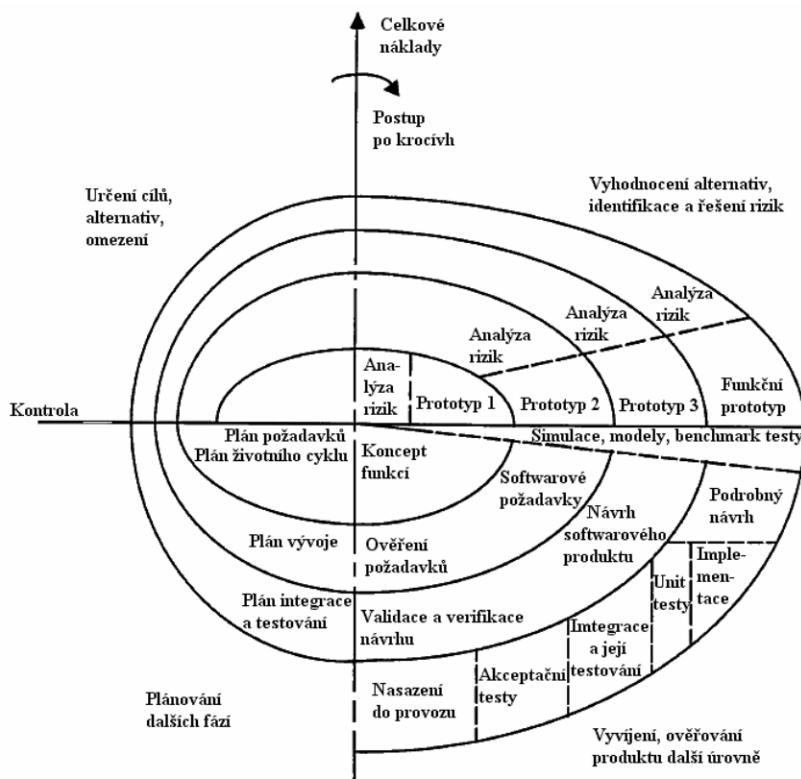 Celkové
náklady
Postup
po krocívh
Určení cílů,
alternativ,
omezení
Vyhodnocení alternativ,
identifikace a řešení rizik
Analýza
rizik
Analýza
rizik
Analýza
rizik
Ana-
lýza
rizik
Prototyp 1
Prototyp 2
Prototyp 3
Funkční
prototyp
Kontrola
Plán požadavků
Plán životního cyklu
Koncept
funkcí
Simulace, modely, benchmark testy
Softwarové
požadavky
Návrh
softwarového
produktu
Podrobný
návrh
Plán vývoje
Ověření
požadavků
Unit
testy
Imple-
men-
tace
Plán integrace
a testování
Validace a verifikace
návrhu
Imtegrace
a její
testování
Akceptační
testy
Nasazení
do provozu
Plánování
dalších fází
Vyvíjení, ověřování
produktu další úrovně